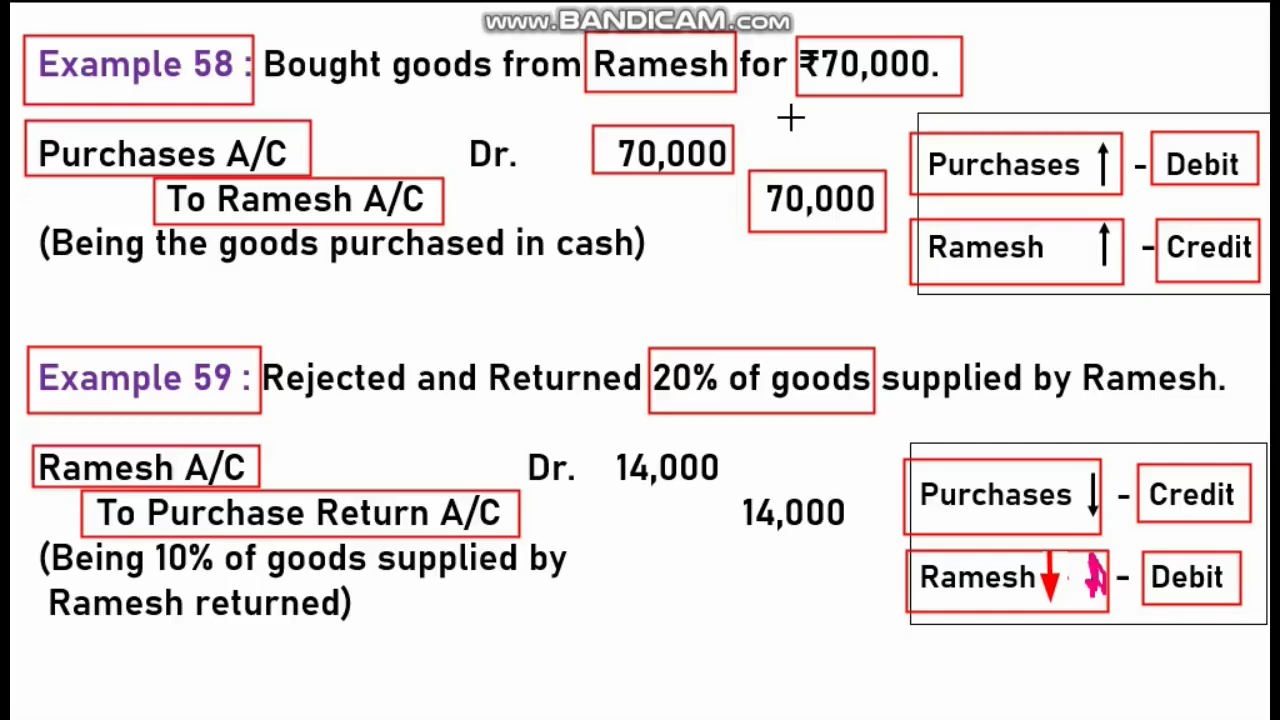 www.BANDICAM.com
Example 58 : Bought goods from Ramesh for ₹70,000.
Purchases A/C Dr. 70,000
To Ramesh A/C 70,000
(Being the goods purchased in cash)
Purchases ↑ - Debit
Ramesh ↑ - Credit
Example 59 : Rejected and Returned 20% of goods supplied by Ramesh.
Ramesh A/C Dr. 14,000
To Purchase Return A/C 14,000
(Being 10% of goods supplied by
Ramesh returned)
Purchases ↓ - Credit
Ramesh ↓ - Debit